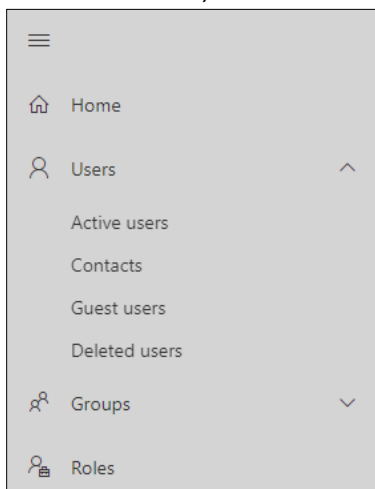 Home
Users
Active users
Contacts
Guest users
Deleted users
Groups
Roles